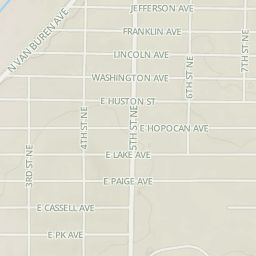 JEFFERSON AVE
FRANKLIN AVE
N VAN BUREN AVE
LINCOLN AVE
7TH ST NE
WASHINGTON AVE
6TH ST NE
E HUSTON ST
4TH ST NE
5TH ST NE
E HOPOCAN AVE
3RD ST NE
E LAKE AVE
E PAIGE AVE
E CASSELL AVE
E PK AVE